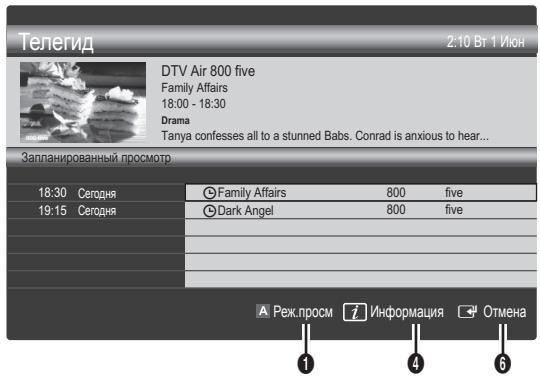 Телегид 2:10 Вт 1 Июн
DTV Air 800 five
Family Affairs
18:00 - 18:30
Drama
Tanya confesses all to a stunned Babs. Conrad is anxious to hear...
800 five
Запланированный просмотр
18:30 Сегодня Family Affairs 800 five
19:15 Сегодня Dark Angel 800 five
A Реж.просм i Информация Отмена
1 4 6